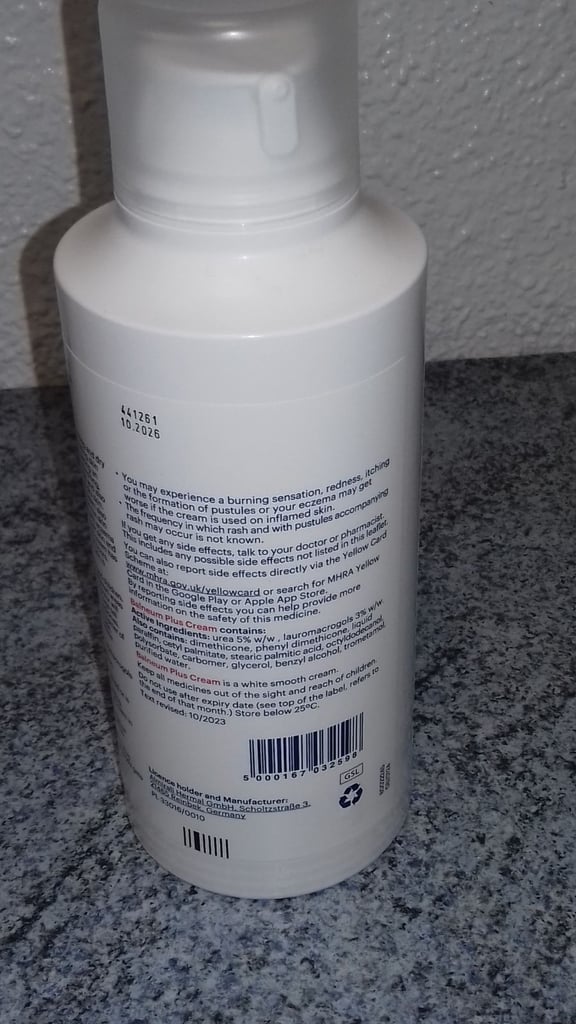 441261
10.2026
• You may experience a burning sensation, redness, itching
or the formation of pustules or your eczema may get
worse if the cream is used on inflamed skin.
• The frequency in which rash and with pustules accompanying
rash may occur is not known.
If you get any side effects, talk to your doctor or pharmacist.
This includes any possible side effects not listed in this leaflet.
You can also report side effects directly via the Yellow Card
Scheme at:
www.mhra.gov.uk/yellowcard or search for MHRA Yellow
Card in the Google Play or Apple App Store.
By reporting side effects you can help provide more
information on the safety of this medicine.
Balneum Plus Cream contains:
Active Ingredients: urea 5% w/w , lauromacrogols 3% w/w.
Also contains: dimethicone, phenyl dimethicone, liquid
paraffin, cetyl palmitate, stearic palmitic acid, octyldodecanol,
polysorbate, carbomer, glycerol, benzyl alcohol, trometamol,
purified water.
Balneum Plus Cream is a white smooth cream.
Keep all medicines out of the sight and reach of children.
Do not use after expiry date (see top of the label, refers to
the end of that month.) Store below 25°C.
Text revised: 10/2023
5 000167 032598
GSL
Licence holder and Manufacturer:
Almirall Hermal GmbH, Scholtzstraße 3,
21465 Reinbek, Germany
PL 33016/0010